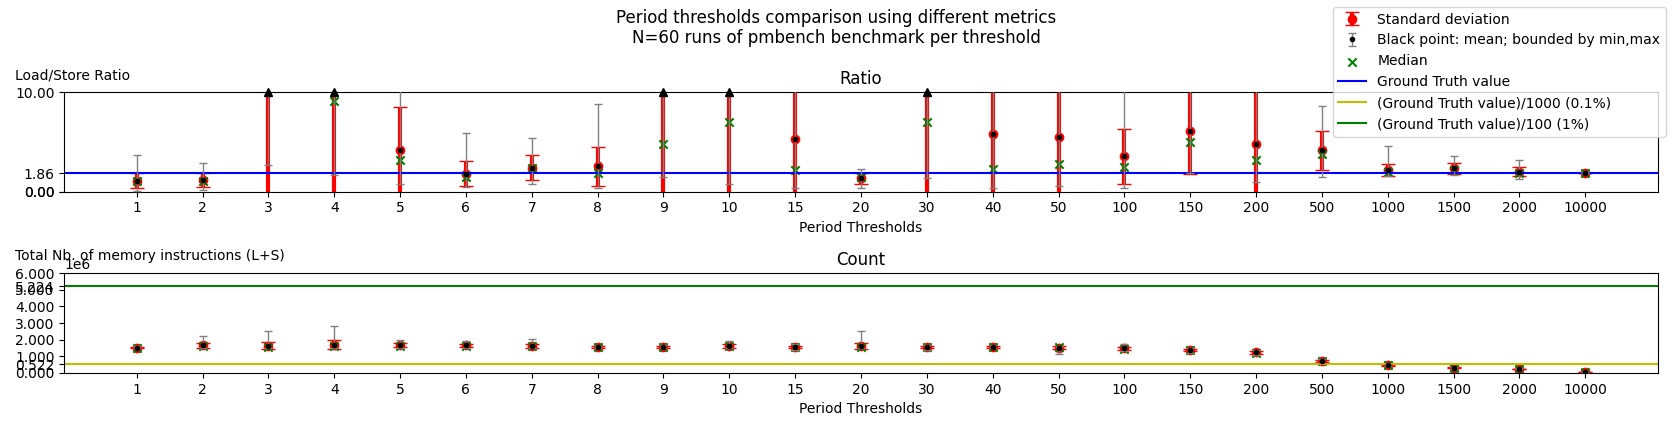 Period thresholds comparison using different metrics
N=60 runs of pmbench benchmark per threshold
Standard deviation
Black point: mean; bounded by min,max
Median
Ground Truth value
(Ground Truth value)/1000 (0.1%)
(Ground Truth value)/100 (1%)
Load/Store Ratio
Ratio
10.00
1.86
0.00
1 2 3 4 5 6 7 8 9 10 15 20 30 40 50 100 150 200 500 1000 1500 2000 10000
Period Thresholds
Total Nb. of memory instructions (L+S)
1e6
Count
6.000
5.224
5.000
4.000
3.000
2.000
1.000
0.522
0.000
1 2 3 4 5 6 7 8 9 10 15 20 30 40 50 100 150 200 500 1000 1500 2000 10000
Period Thresholds